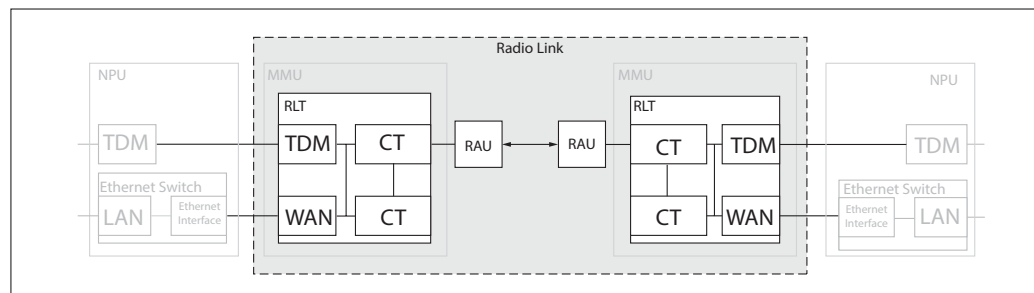 Radio Link
NPU
MMU
MMU
NPU
RLT
RLT
TDM
TDM
CT
RAU
RAU
CT
TDM
TDM
Ethernet Switch
LAN
Ethernet
Interface
WAN
CT
CT
WAN
Ethernet Switch
Ethernet
Interface
LAN